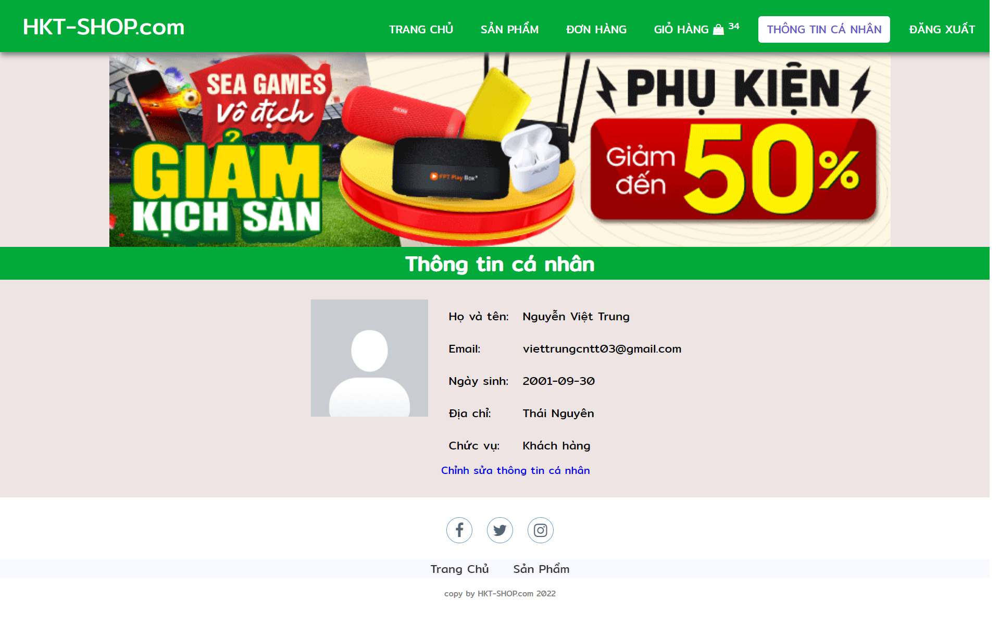 HKT-SHOP.com
TRANG CHỦ SẢN PHẨM ĐƠN HÀNG GIỎ HÀNG 34 THÔNG TIN CÁ NHÂN ĐĂNG XUẤT
SEA GAMES
Vô địch
GIẢM
KỊCH SÀN
FPT Play Box
PHỤ KIỆN
Giảm
đến
50%
Thông tin cá nhân
Họ và tên: Nguyễn Việt Trung
Email: viettrungcntt03@gmail.com
Ngày sinh: 2001-09-30
Địa chỉ: Thái Nguyên
Chức vụ: Khách hàng
Chỉnh sửa thông tin cá nhân
Trang Chủ Sản Phẩm
copy by HKT-SHOP.com 2022